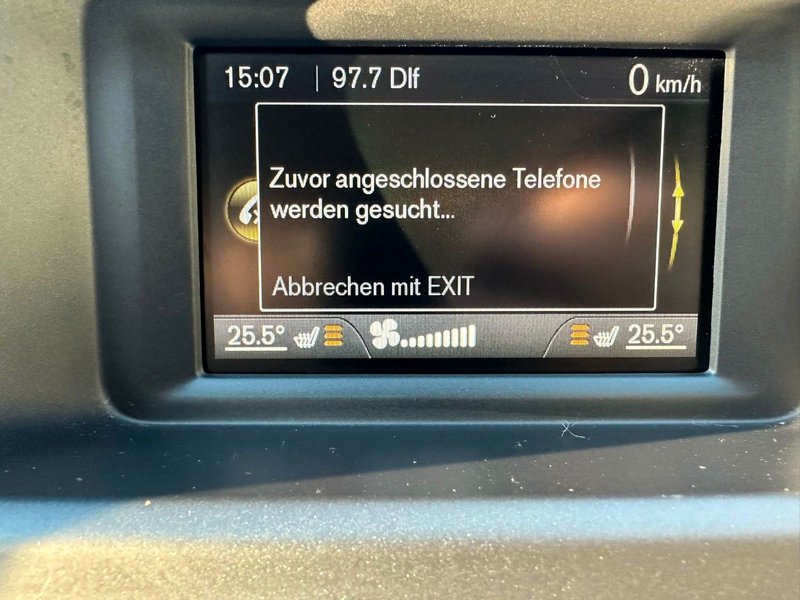 15:07 97.7 Dlf 0 km/h
Zuvor angeschlossene Telefone
werden gesucht...
Abbrechen mit EXIT
25.5° 25.5°